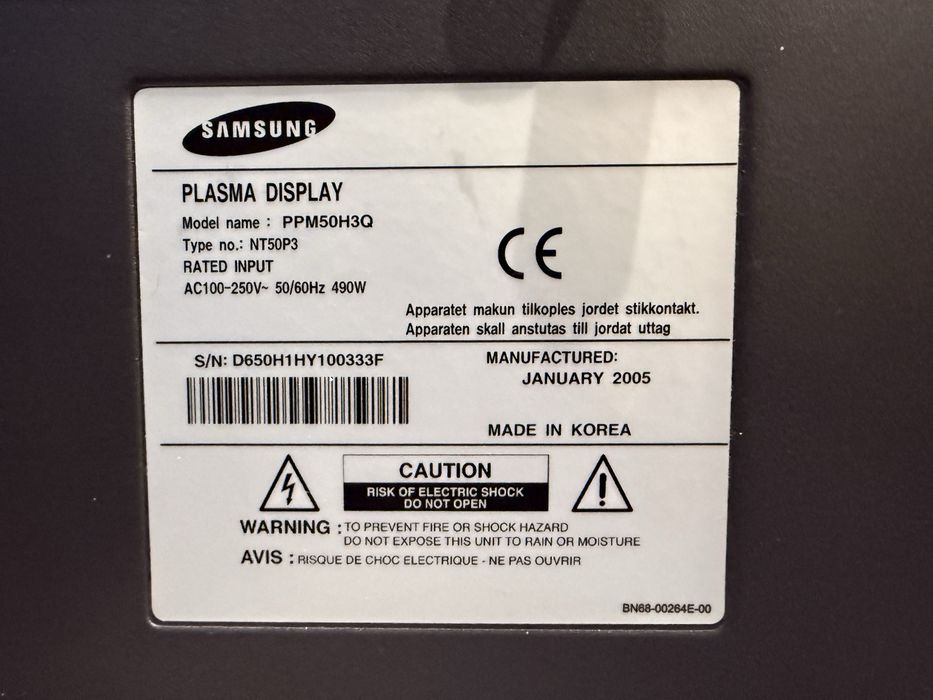 SAMSUNG
PLASMA DISPLAY
Model name : PPM50H3Q
Type no.: NT50P3
RATED INPUT
AC100-250V~ 50/60Hz 490W
CE
Apparatet makun tilkoples jordet stikkontakt.
Apparaten skall anstutas till jordat uttag
S/N: D650H1HY100333F
MANUFACTURED:
JANUARY 2005
MADE IN KOREA
CAUTION
RISK OF ELECTRIC SHOCK
DO NOT OPEN
WARNING : TO PREVENT FIRE OR SHOCK HAZARD
DO NOT EXPOSE THIS UNIT TO RAIN OR MOISTURE
AVIS : RISQUE DE CHOC ELECTRIQUE - NE PAS OUVRIR
BN68-00264E-00